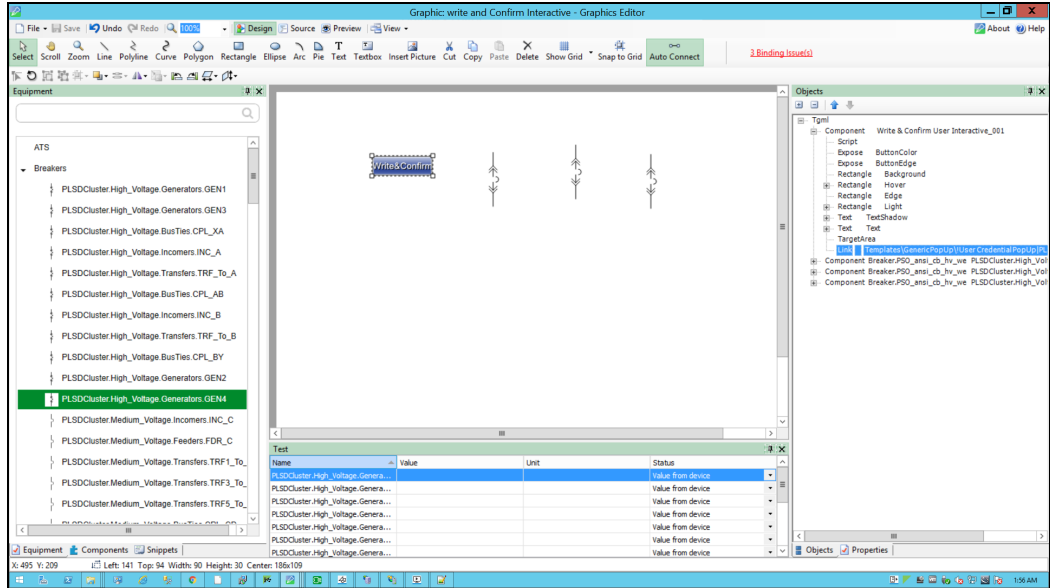 Graphic: write and Confirm Interactive - Graphics Editor
File Save Undo Redo 100% Design Source Preview View About Help
Select Scroll Zoom Line Polyline Curve Polygon Rectangle Ellipse Arc Pie Text Textbox Insert Picture Cut Copy Paste Delete Show Grid Snap to Grid Auto Connect 3 Binding Issue(s)
Equipment
ATS
Breakers
PLSDCluster.High_Voltage.Generators.GEN1
PLSDCluster.High_Voltage.Generators.GEN3
PLSDCluster.High_Voltage.BusTies.CPL_XA
PLSDCluster.High_Voltage.Incomers.INC_A
PLSDCluster.High_Voltage.Transfers.TRF_To_A
PLSDCluster.High_Voltage.BusTies.CPL_AB
PLSDCluster.High_Voltage.Incomers.INC_B
PLSDCluster.High_Voltage.Transfers.TRF_To_B
PLSDCluster.High_Voltage.BusTies.CPL_BY
PLSDCluster.High_Voltage.Generators.GEN2
PLSDCluster.High_Voltage.Generators.GEN4
PLSDCluster.Medium_Voltage.Incomers.INC_C
PLSDCluster.Medium_Voltage.Feeders.FDR_C
PLSDCluster.Medium_Voltage.Transfers.TRF1_To_
PLSDCluster.Medium_Voltage.Transfers.TRF3_To_
PLSDCluster.Medium_Voltage.Transfers.TRF5_To_
Equipment Components Snippets
Write&Confirm
Test
Name Value Unit Status
PLSDCluster.High_Voltage.Genera... Value from device
PLSDCluster.High_Voltage.Genera... Value from device
PLSDCluster.High_Voltage.Genera... Value from device
PLSDCluster.High_Voltage.Genera... Value from device
PLSDCluster.High_Voltage.Genera... Value from device
PLSDCluster.High_Voltage.Genera... Value from device
PLSDCluster.High_Voltage.Genera... Value from device
Objects
Tgml
Component Write & Confirm User Interactive_001
Script
Expose ButtonColor
Expose ButtonEdge
Rectangle Background
Rectangle Hover
Rectangle Edge
Rectangle Light
Text TextShadow
Text Text
TargetArea
Link Templates\GenericPopUp\!UserCredentialPopUp|PL
Component Breaker.PSO_ansi_cb_hv_we PLSDCluster.High_Vol
Component Breaker.PSO_ansi_cb_hv_we PLSDCluster.High_Vol
Component Breaker.PSO_ansi_cb_hv_we PLSDCluster.High_Vol
Objects Properties
X: 495 Y: 209 Left: 141 Top: 94 Width: 90 Height: 30 Center: 186x109
1:56 AM